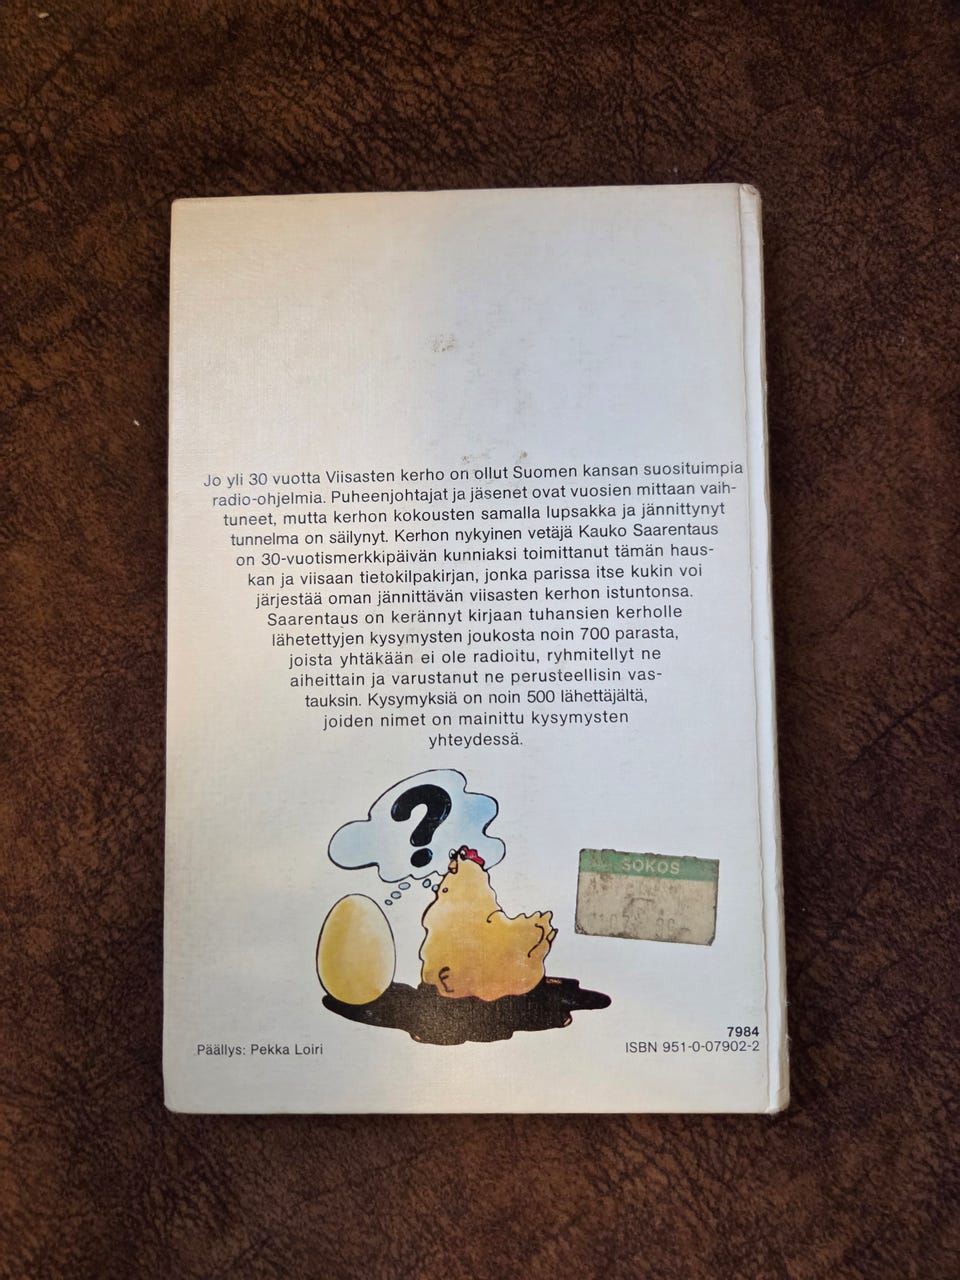 Jo yli 30 vuotta Viisasten kerho on ollut Suomen kansan suosituimpia
radio-ohjelmia. Puheenjohtajat ja jäsenet ovat vuosien mittaan vaih-
tuneet, mutta kerhon kokousten samalla lupsakka ja jännittynyt
tunnelma on säilynyt. Kerhon nykyinen vetäjä Kauko Saarentaus
on 30-vuotismerkkipäivän kunniaksi toimittanut tämän haus-
kan ja viisaan tietokilpakirjan, jonka parissa itse kukin voi
järjestää oman jännittävän viisasten kerhon istuntonsa.
Saarentaus on kerännyt kirjaan tuhansien kerholle
lähetettyjen kysymysten joukosta noin 700 parasta,
joista yhtäkään ei ole radioitu, ryhmitellyt ne
aiheittain ja varustanut ne perusteellisin vas-
tauksin. Kysymyksiä on noin 500 lähettäjältä,
joiden nimet on mainittu kysymysten
yhteydessä.
?
SOKOS
Päällys: Pekka Loiri
7984
ISBN 951-0-07902-2